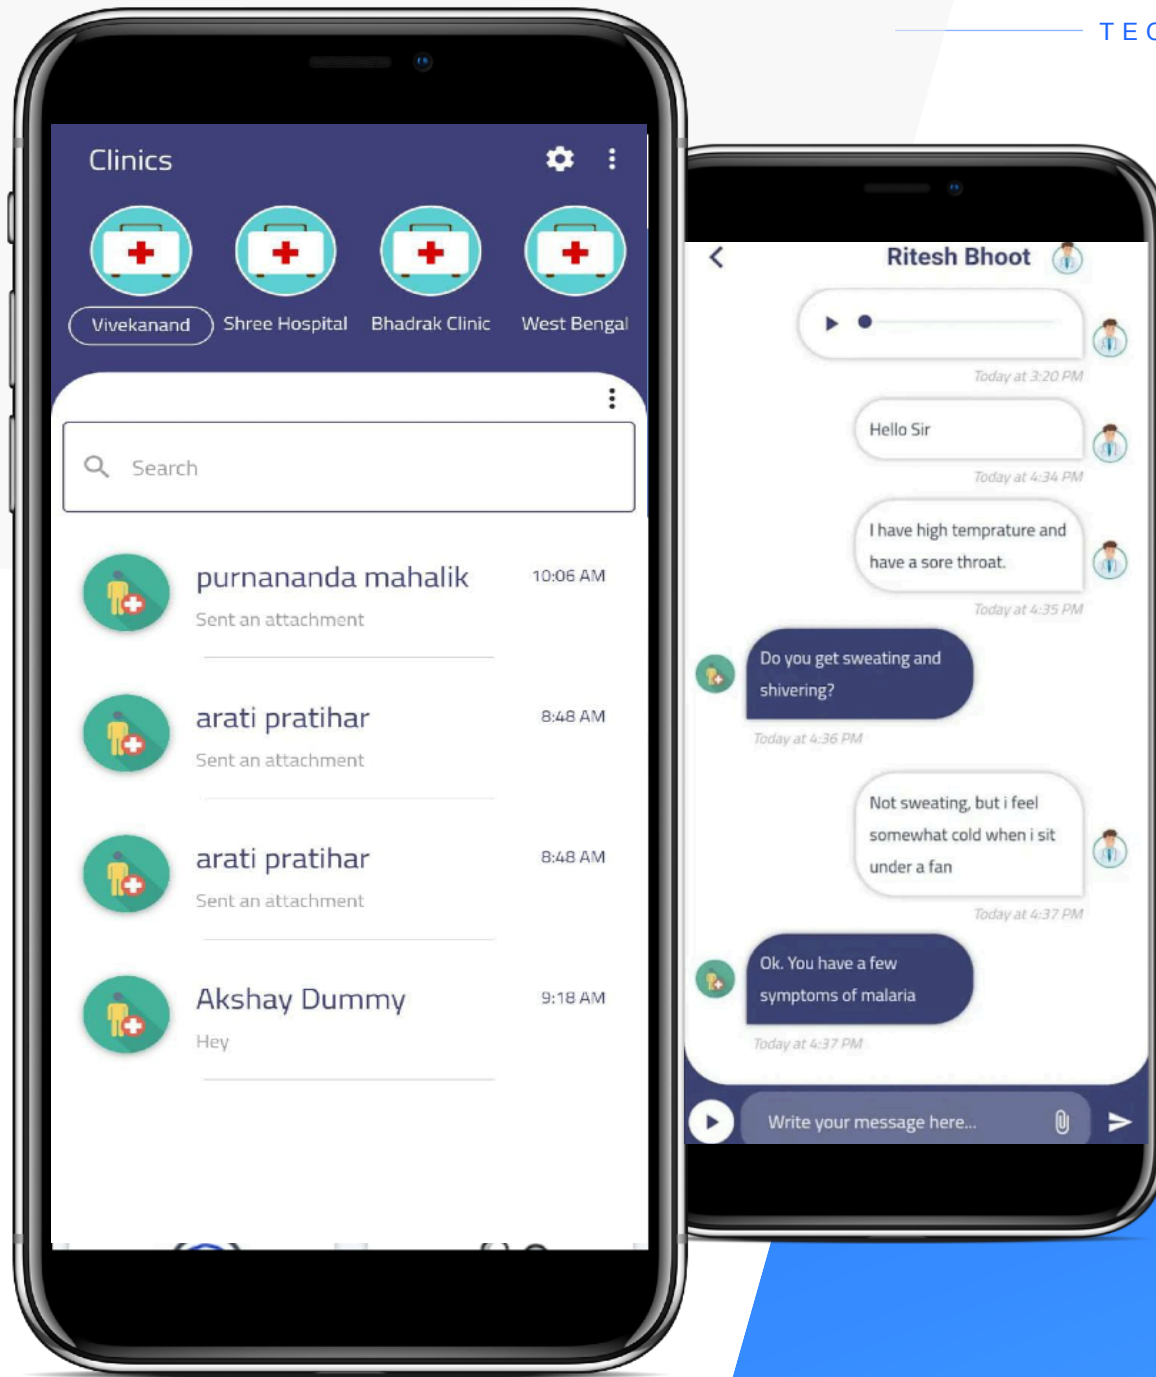 TEC
Clinics
Vivekanand
Shree Hospital
Bhadrak Clinic
West Bengal
Search
purnananda mahalik
10:06 AM
Sent an attachment
arati pratihar
8:48 AM
Sent an attachment
arati pratihar
8:48 AM
Sent an attachment
Akshay Dummy
9:18 AM
Hey
Ritesh Bhoot
Today at 3:20 PM
Hello Sir
Today at 4:34 PM
I have high temprature and
have a sore throat.
Today at 4:35 PM
Do you get sweating and
shivering?
Today at 4:36 PM
Not sweating, but i feel
somewhat cold when i sit
under a fan
Today at 4:37 PM
Ok. You have a few
symptoms of malaria
Today at 4:37 PM
Write your message here...